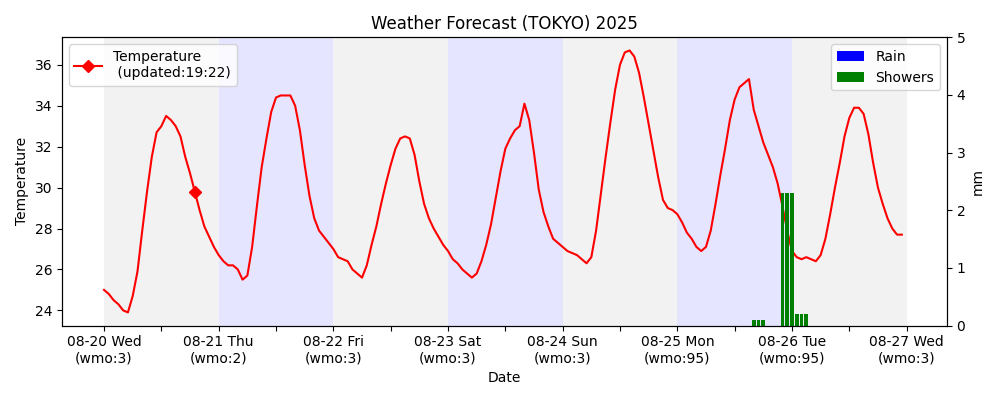 Weather Forecast (TOKYO) 2025
Temperature
(updated:19:22)
Rain
Showers
Temperature
36
34
32
30
28
26
24
5
4
3
2
1
0
mm
08-20 Wed
(wmo:3)
08-21 Thu
(wmo:2)
08-22 Fri
(wmo:3)
08-23 Sat
(wmo:3)
08-24 Sun
(wmo:3)
08-25 Mon
(wmo:95)
08-26 Tue
(wmo:95)
08-27 Wed
(wmo:3)
Date